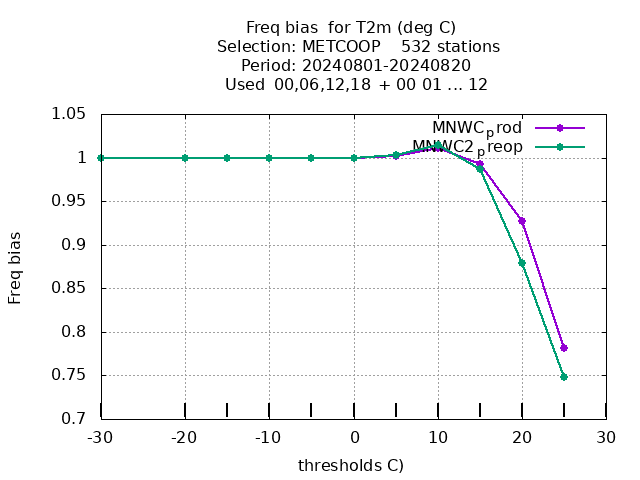 Freq bias  for T2m (deg C)
Selection: METCOOP    532 stations
Period: 20240801-20240820
Used  00,06,12,18  + 00 01 ... 12
MNWCprod
MNWC2preop
1.05
1
0.95
0.9
0.85
0.8
0.75
0.7
Freq bias
-30 -20 -10 0 10 20 30
thresholds C)